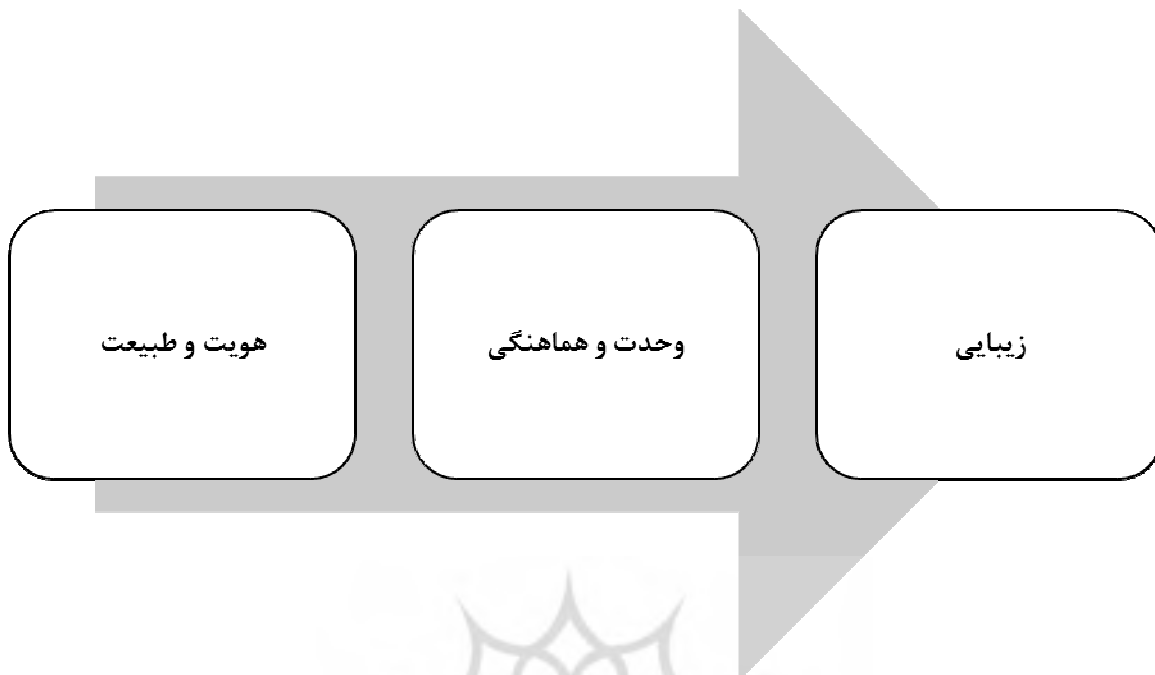 هویت و طبیعت
وحدت و هماهنگی
زیبایی